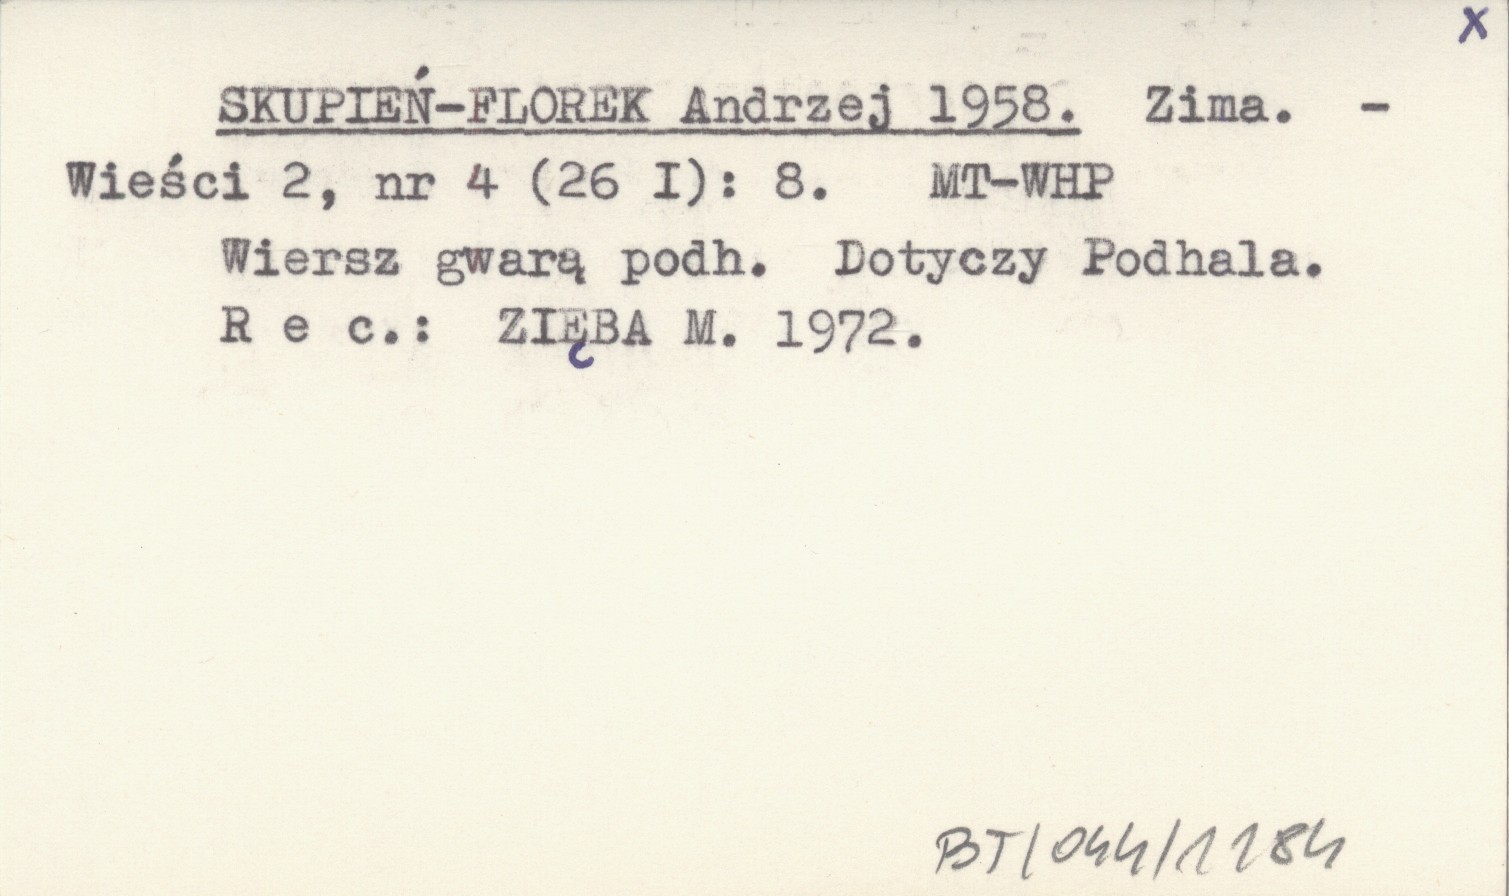 x
SKUPIEŃ-FLOREK Andrzej 1958. Zima. -
Wieści 2, nr 4 (26 I): 8. MT-WHP
Wiersz gwarą podh. Dotyczy Podhala.
R e c.: ZIĘBA M. 1972.
BT/044/1184